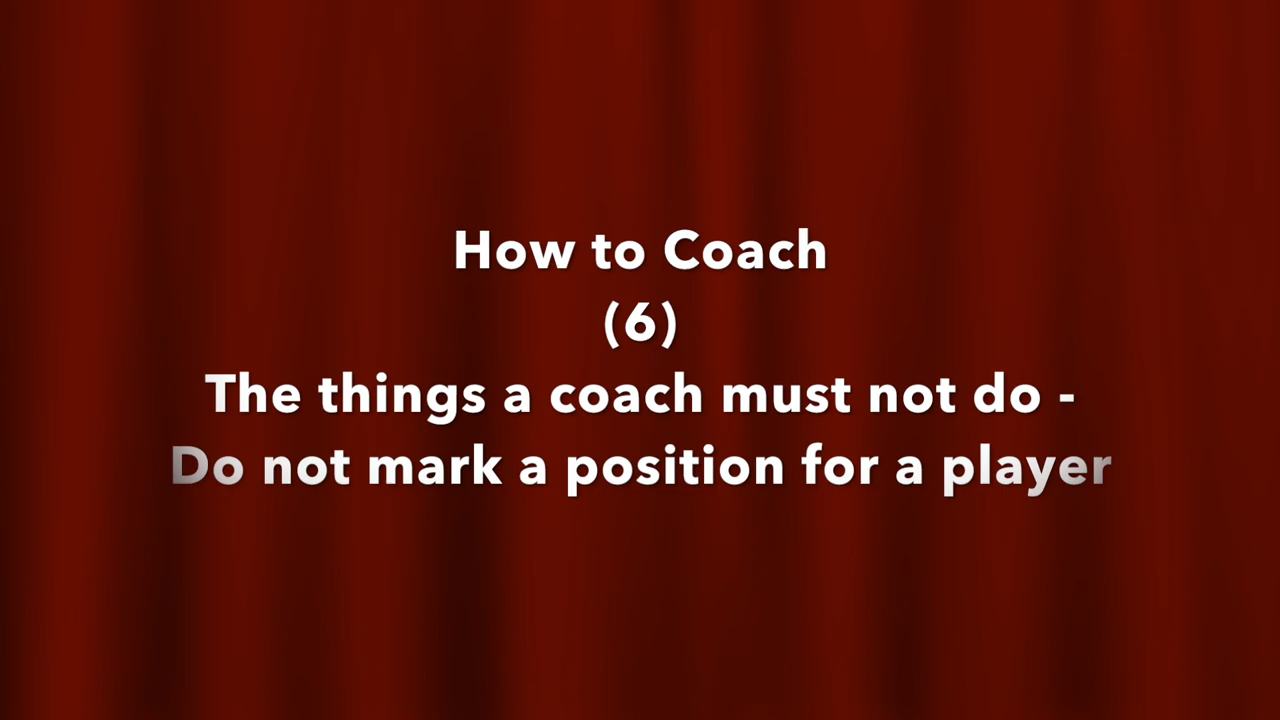 How to Coach
(6)
The things a coach must not do -
Do not mark a position for a player